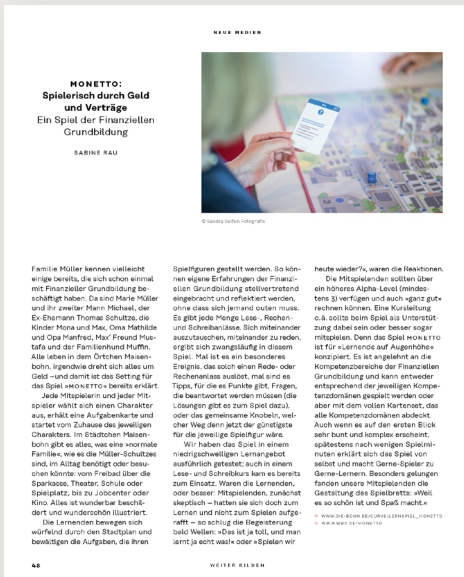 NEUE MEDIEN
MONETTO:
Spielerisch durch Geld
und Verträge
Ein Spiel der Finanziellen
Grundbildung
SABINE RAU
Familie Müller kennen vielleicht
einige bereits, die sich schon einmal
mit Finanzieller Grundbildung be-
schäftigt haben. Da sind Marie Müller
und ihr zweiter Mann Michael, der
Ex-Ehemann Thomas Schultze, die
Kinder Mona und Max, Oma Mathilde
und Opa Manfred, Max' Freund Mus-
tafa und der Familienhund Muffin.
Alle leben in dem Örtchen Maisen-
bohn. Irgendwie dreht sich alles um
Geld –und damit ist das Setting für
das Spiel »MONETTO« bereits erklärt.
Jede Mitspielerin und jeder Mit-
spieler wählt sich einen Charakter
aus, erhält eine Aufgabenkarte und
startet vom Zuhause des jeweiligen
Charakters. Im Städtchen Maisen-
bohn gibt es alles, was eine »normale
Familie«, wie es die Müller-Schultzes
sind, im Alltag benötigt oder besu-
chen könnte: vom Freibad über die
Sparkasse, Theater, Schule oder
Spielplatz, bis zu Jobcenter oder
Kino. Alles ist wunderbar beschil-
dert und wunderschön illustriert.
Die Lernenden bewegen sich
würfelnd durch den Stadtplan und
bewältigen die Aufgaben, die ihren
© Sandra Seifen Fotografie
Spielfiguren gestellt werden. So kön-
nen eigene Erfahrungen der Finanzi-
ellen Grundbildung stellvertretend
eingebracht und reflektiert werden,
ohne dass sich jemand outen muss.
Es gibt jede Menge Lese-, Rechen-
und Schreibanlässe. Sich miteinander
auszutauschen, miteinander zu reden,
ergibt sich zwangsläufig in diesem
Spiel. Mal ist es ein besonderes
Ereignis, das solch einen Rede- oder
Rechenanlass auslöst, mal sind es
Tipps, für die es Punkte gibt. Fragen,
die beantwortet werden müssen (die
Lösungen gibt es zum Spiel dazu),
oder das gemeinsame Knobeln, wel-
cher Weg denn jetzt der günstigste
für die jeweilige Spielfigur wäre.
Wir haben das Spiel in einem
niedrigschwelligen Lernangebot
ausführlich getestet; auch in einem
Lese- und Schreibkurs kam es bereits
zum Einsatz. Waren die Lernenden,
oder besser: Mitspielenden, zunächst
skeptisch – hatten sie sich doch zum
Lernen und nicht zum Spielen aufge-
rafft – so schlug die Begeisterung
bald Wellen: »Das ist ja toll, und man
lernt ja echt was!« oder »Spielen wir
heute wieder?«, waren die Reaktionen.
Die Mitspielenden sollten über
ein höheres Alpha-Level (mindes-
tens 3) verfügen und auch »ganz gut«
rechnen können. Eine Kursleitung
o.ä. sollte beim Spiel als Unterstüt-
zung dabei sein oder besser sogar
mitspielen. Denn das Spiel MONETTO
ist für »Lernende auf Augenhöhe«
konzipiert. Es ist angelehnt an die
Kompetenzbereiche der Finanziellen
Grundbildung und kann entweder
entsprechend der jeweiligen Kompe-
tenzdomänen gespielt werden oder
aber mit dem vollen Kartenset, das
alle Kompetenzdomänen abdeckt.
Auch wenn es auf den ersten Blick
sehr bunt und komplex erscheint,
spätestens nach wenigen Spielmi-
nuten erklärt sich das Spiel von
selbst und macht Gerne-Spieler zu
Gerne-Lernern. Besonders gelungen
fanden unsere Mitspielenden die
Gestaltung des Spielbretts: »Weil
es so schön ist und Spaß macht.«
→ WWW.DIE-BONN.DE/CURVE/LERNSPIEL_MONETTO
→ WWW.WBV.DE/MONETTO
48
WEITER BILDEN